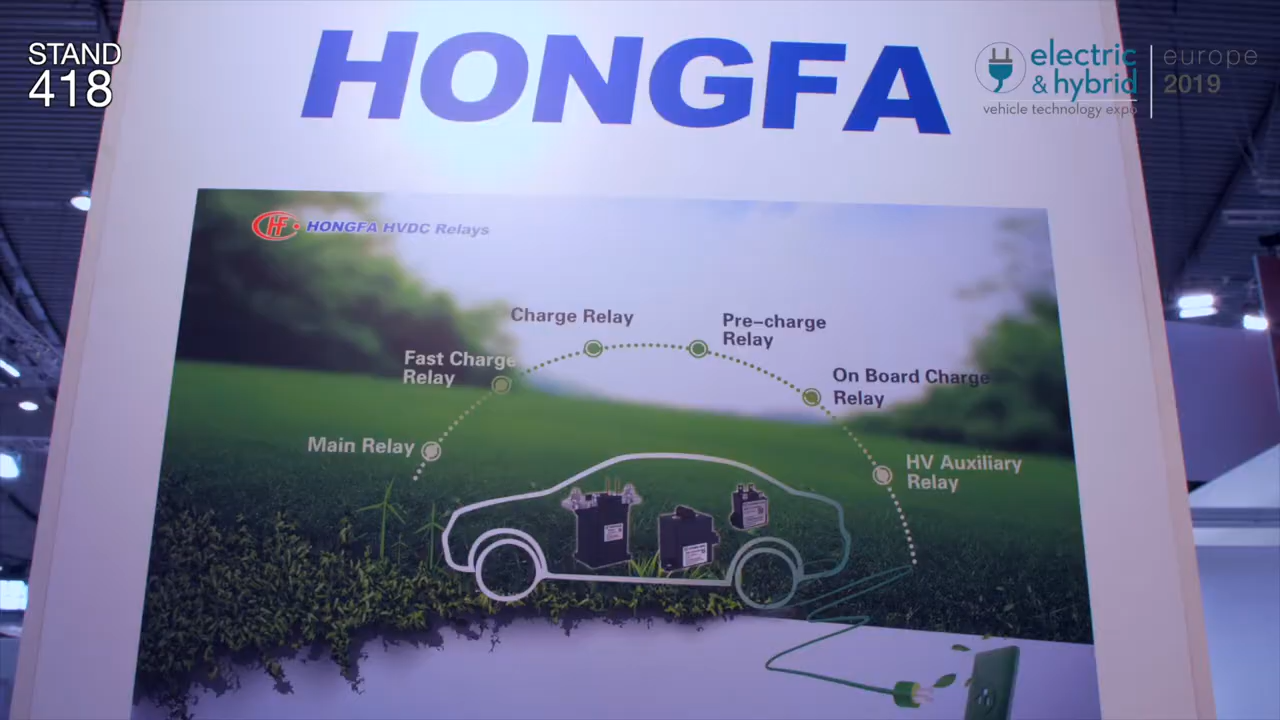 STAND
418
HONGFA
electric
& hybrid
vehicle technology expo
europe
2019
HF
HONGFA HVDC Relays
Charge Relay
Pre-charge
Relay
Fast Charge
Relay
On Board Charge
Relay
Main Relay
HV Auxiliary
Relay